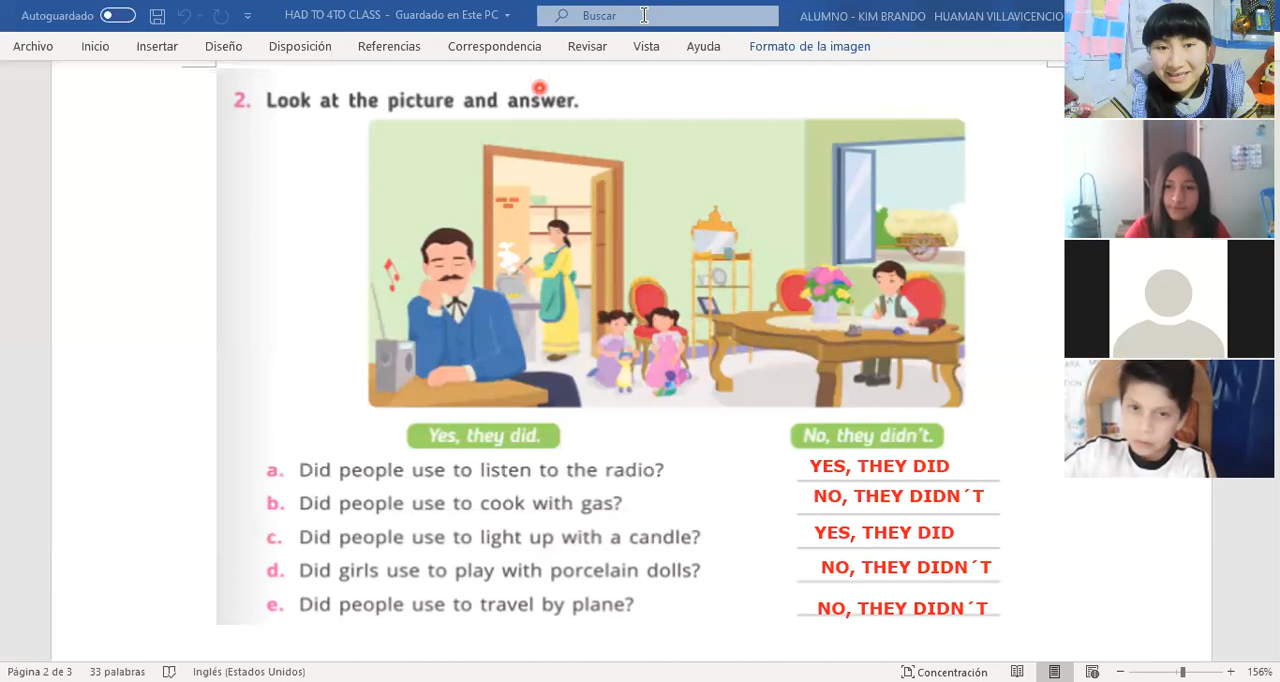 Autoguardado HAD TO 4TO CLASS - Guardado en Este PC Buscar ALUMNO - KIM BRANDO HUAMAN VILLAVICENCIO
Archivo Inicio Insertar Diseño Disposición Referencias Correspondencia Revisar Vista Ayuda Formato de la imagen
2. Look at the picture and answer.
Yes, they did. No, they didn't.
a. Did people use to listen to the radio? YES, THEY DID
b. Did people use to cook with gas? NO, THEY DIDN´T
c. Did people use to light up with a candle? YES, THEY DID
d. Did girls use to play with porcelain dolls? NO, THEY DIDN´T
e. Did people use to travel by plane? NO, THEY DIDN´T
Página 2 de 3 33 palabras Inglés (Estados Unidos) Concentración 156%